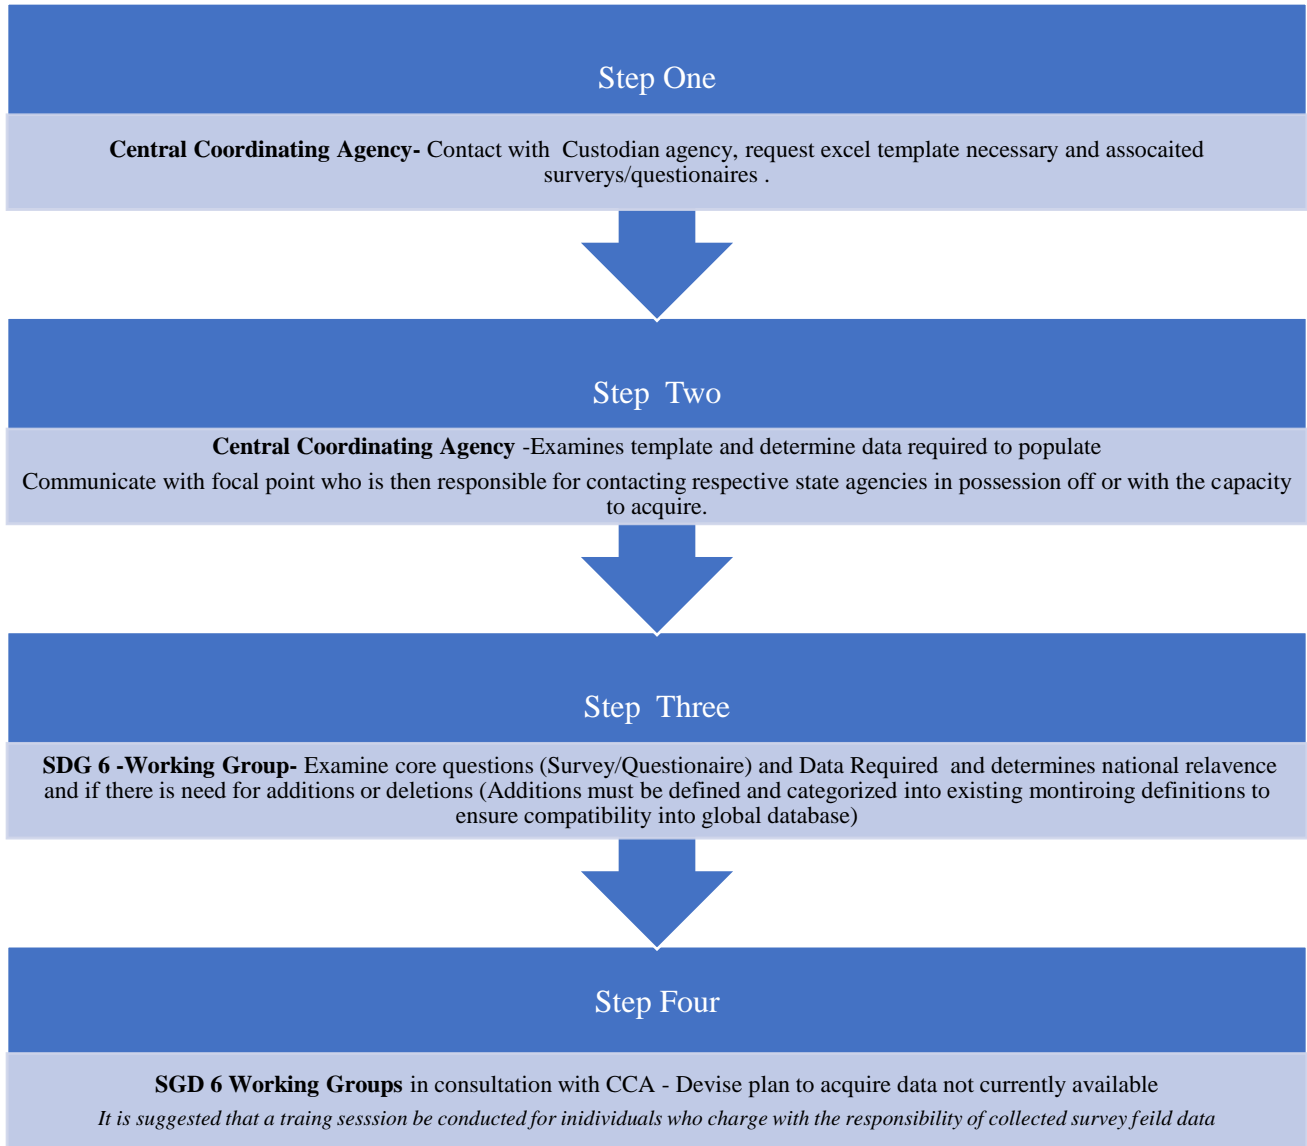 Step One
Central Coordinating Agency- Contact with Custodian agency, request excel template necessary and assocaited
surverys/questionaires .
Step Two
Central Coordinating Agency -Examines template and determine data required to populate
Communicate with focal point who is then responsible for contacting respective state agencies in possession off or with the capacity
to acquire.
Step Three
SDG 6 -Working Group- Examine core questions (Survey/Questionaire) and Data Required and determines national relavence
and if there is need for additions or deletions (Additions must be defined and categorized into existing montiroing definitions to
ensure compatibility into global database)
Step Four
SGD 6 Working Groups in consultation with CCA - Devise plan to acquire data not currently available
It is suggested that a traing sesssion be conducted for inidividuals who charge with the responsibility of collected survey feild data